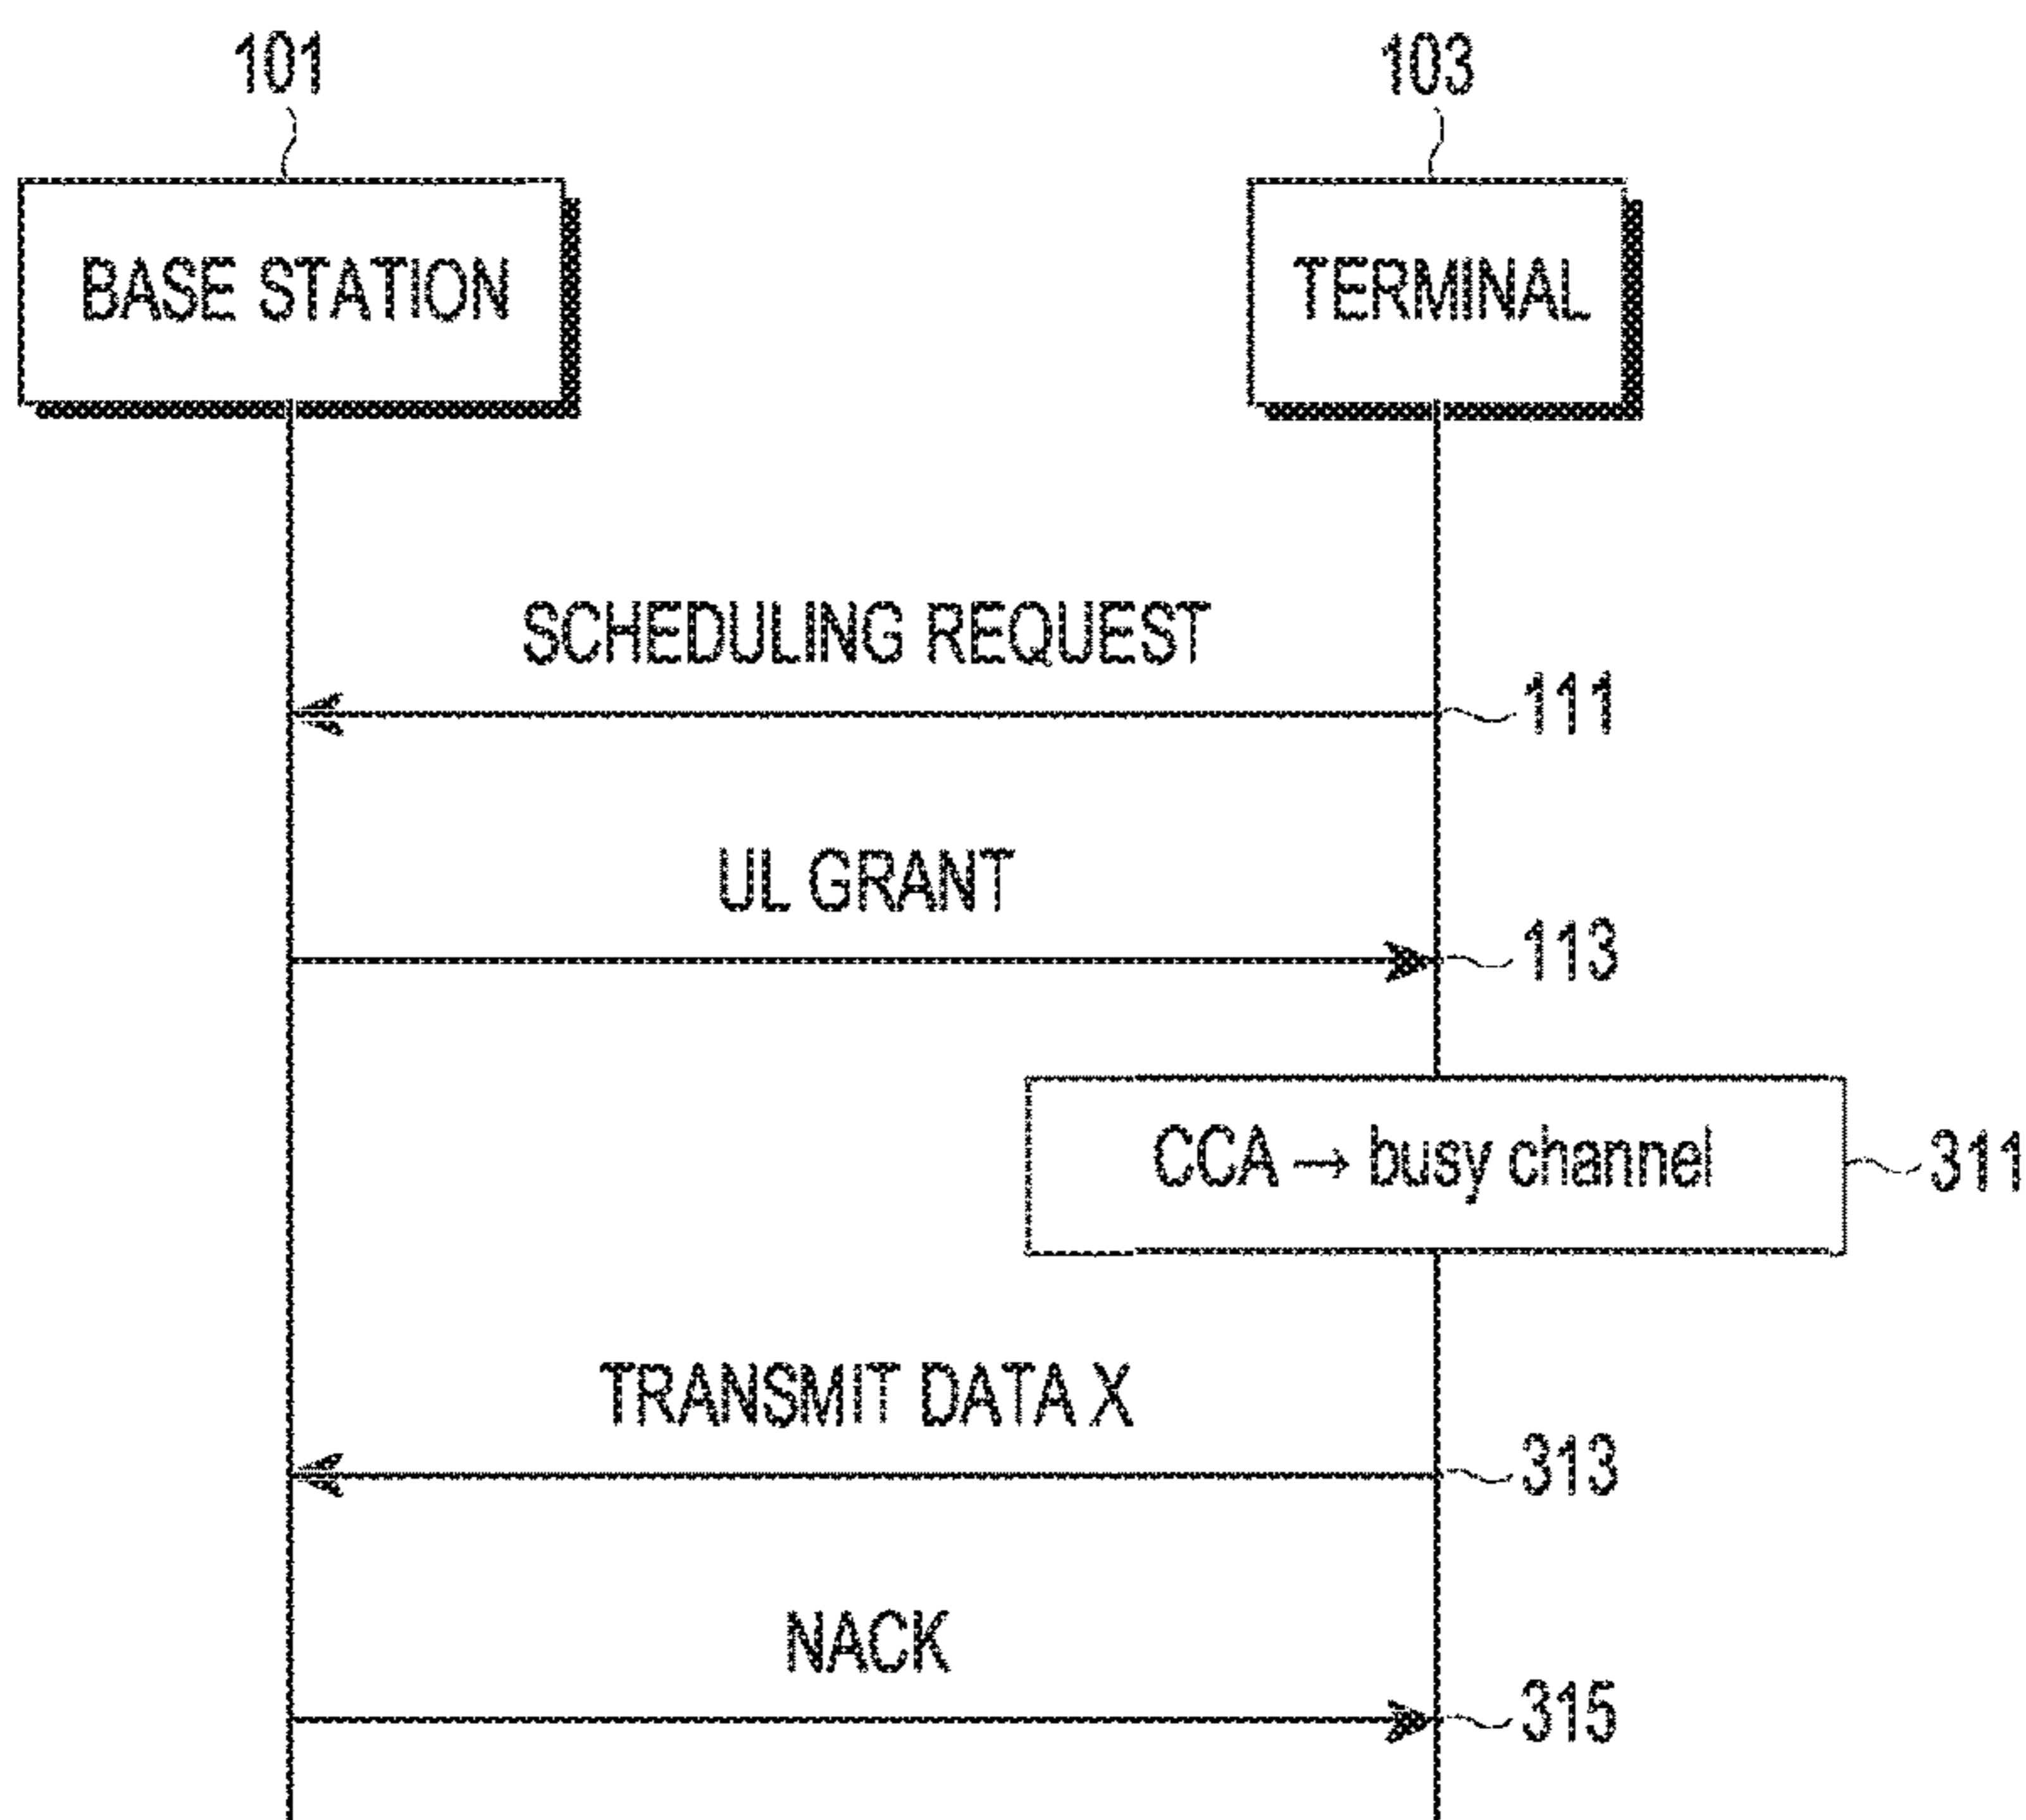 101
103
BASE STATION
TERMINAL
SCHEDULING REQUEST
111
UL GRANT
113
CCA → busy channel
311
TRANSMIT DATA X
313
NACK
315